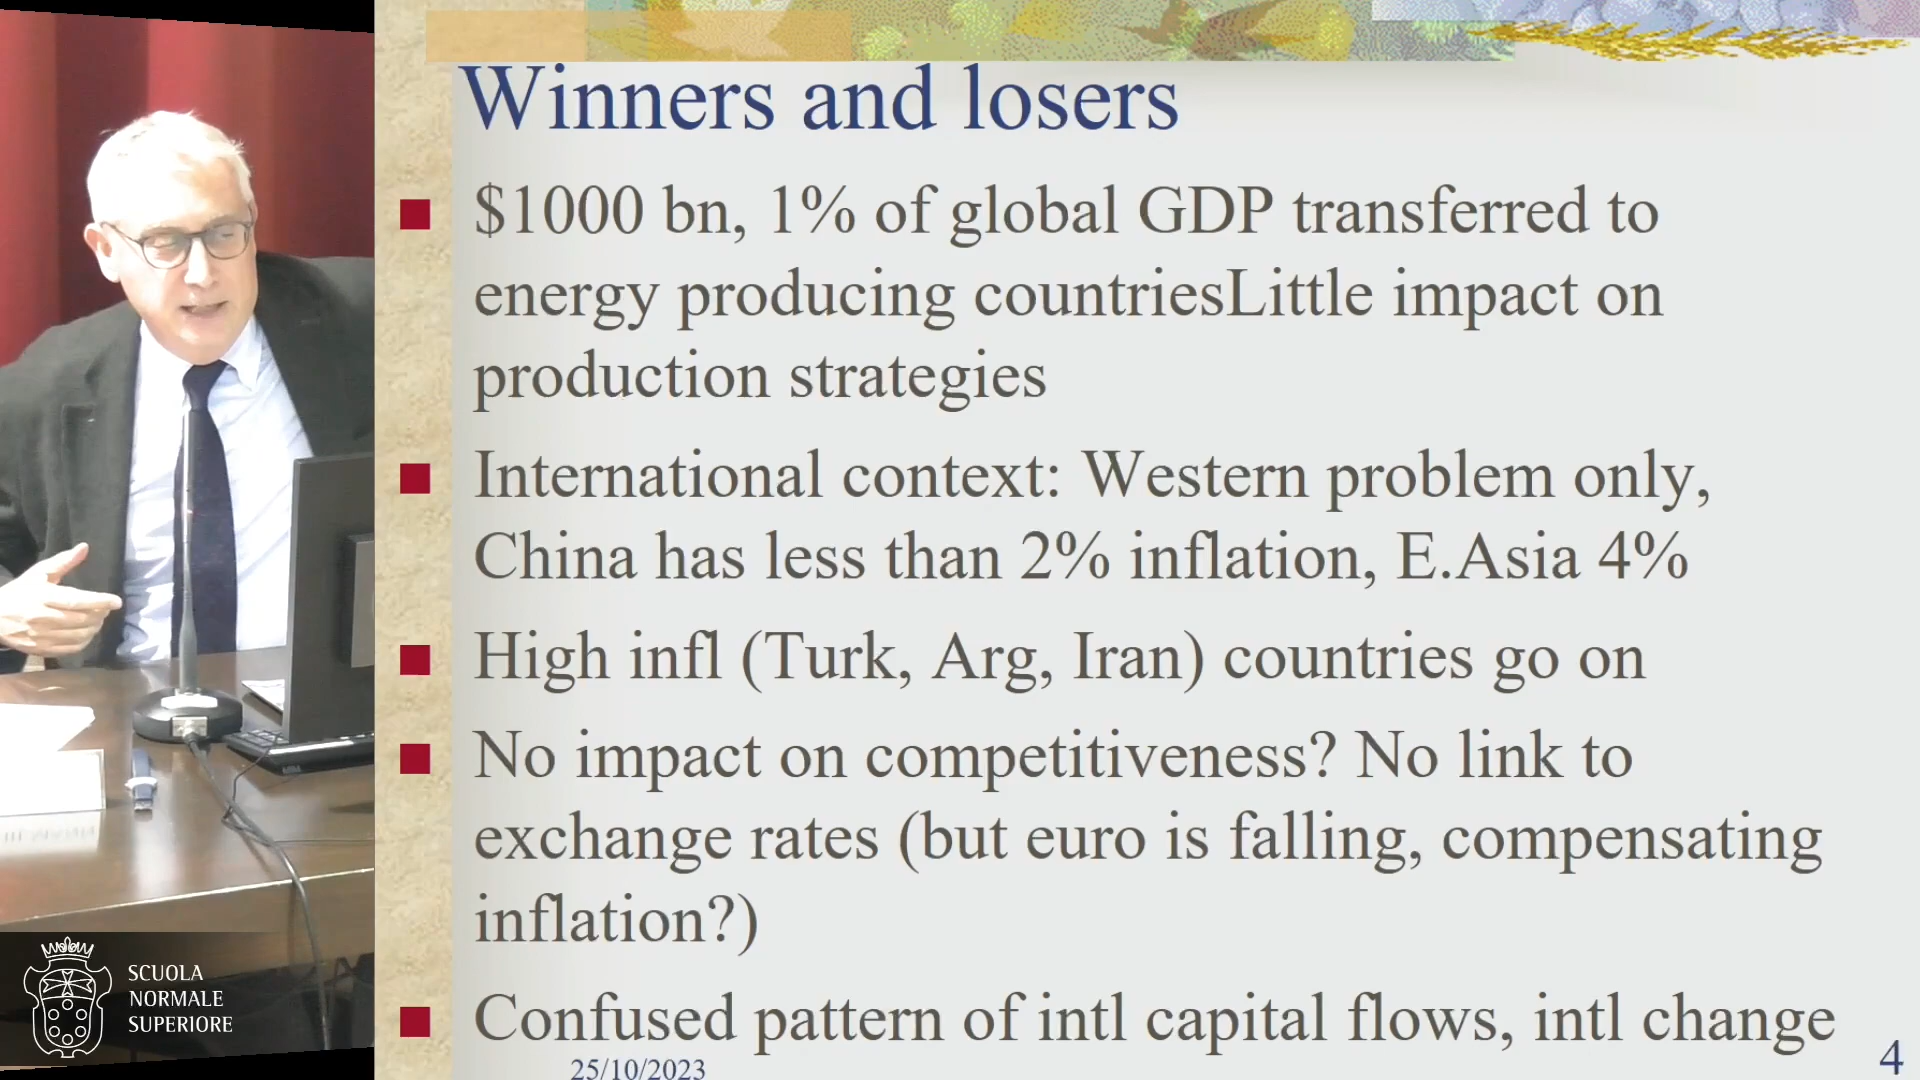 Winners and losers
$1000 bn, 1% of global GDP transferred to
energy producing countriesLittle impact on
production strategies
International context: Western problem only,
China has less than 2% inflation, E.Asia 4%
High infl (Turk, Arg, Iran) countries go on
No impact on competitiveness? No link to
exchange rates (but euro is falling, compensating
inflation?)
Confused pattern of intl capital flows, intl change
25/10/2023
4
SCUOLA
NORMALE
SUPERIORE